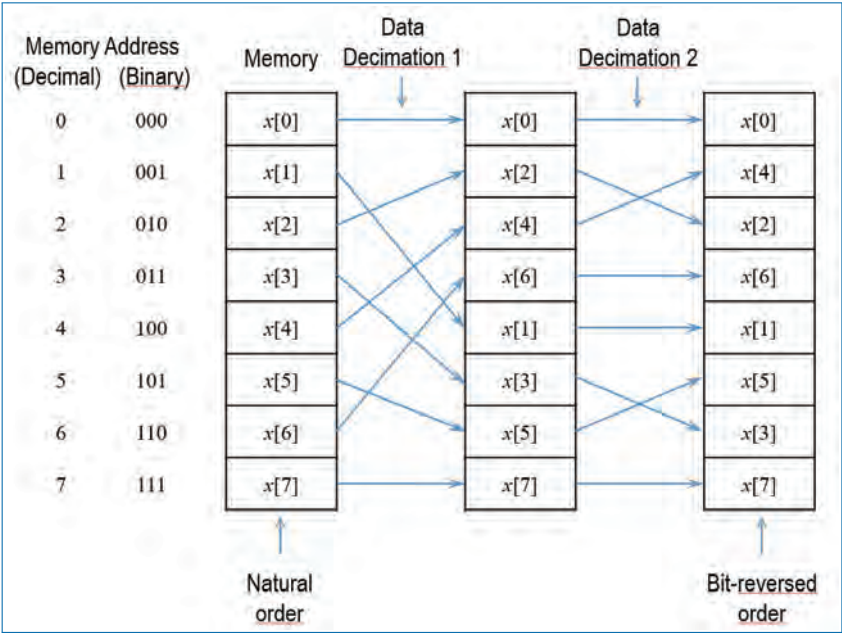 Data Data
Memory Address Memory Decimation 1 Decimation 2
(Decimal) (Binary)
0 000 x[0] x[0] x[0]
1 001 x[1] x[2] x[4]
2 010 x[2] x[4] x[2]
3 011 x[3] x[6] x[6]
4 100 x[4] x[1] x[1]
5 101 x[5] x[3] x[5]
6 110 x[6] x[5] x[3]
7 111 x[7] x[7] x[7]
Natural Bit-reversed
order order